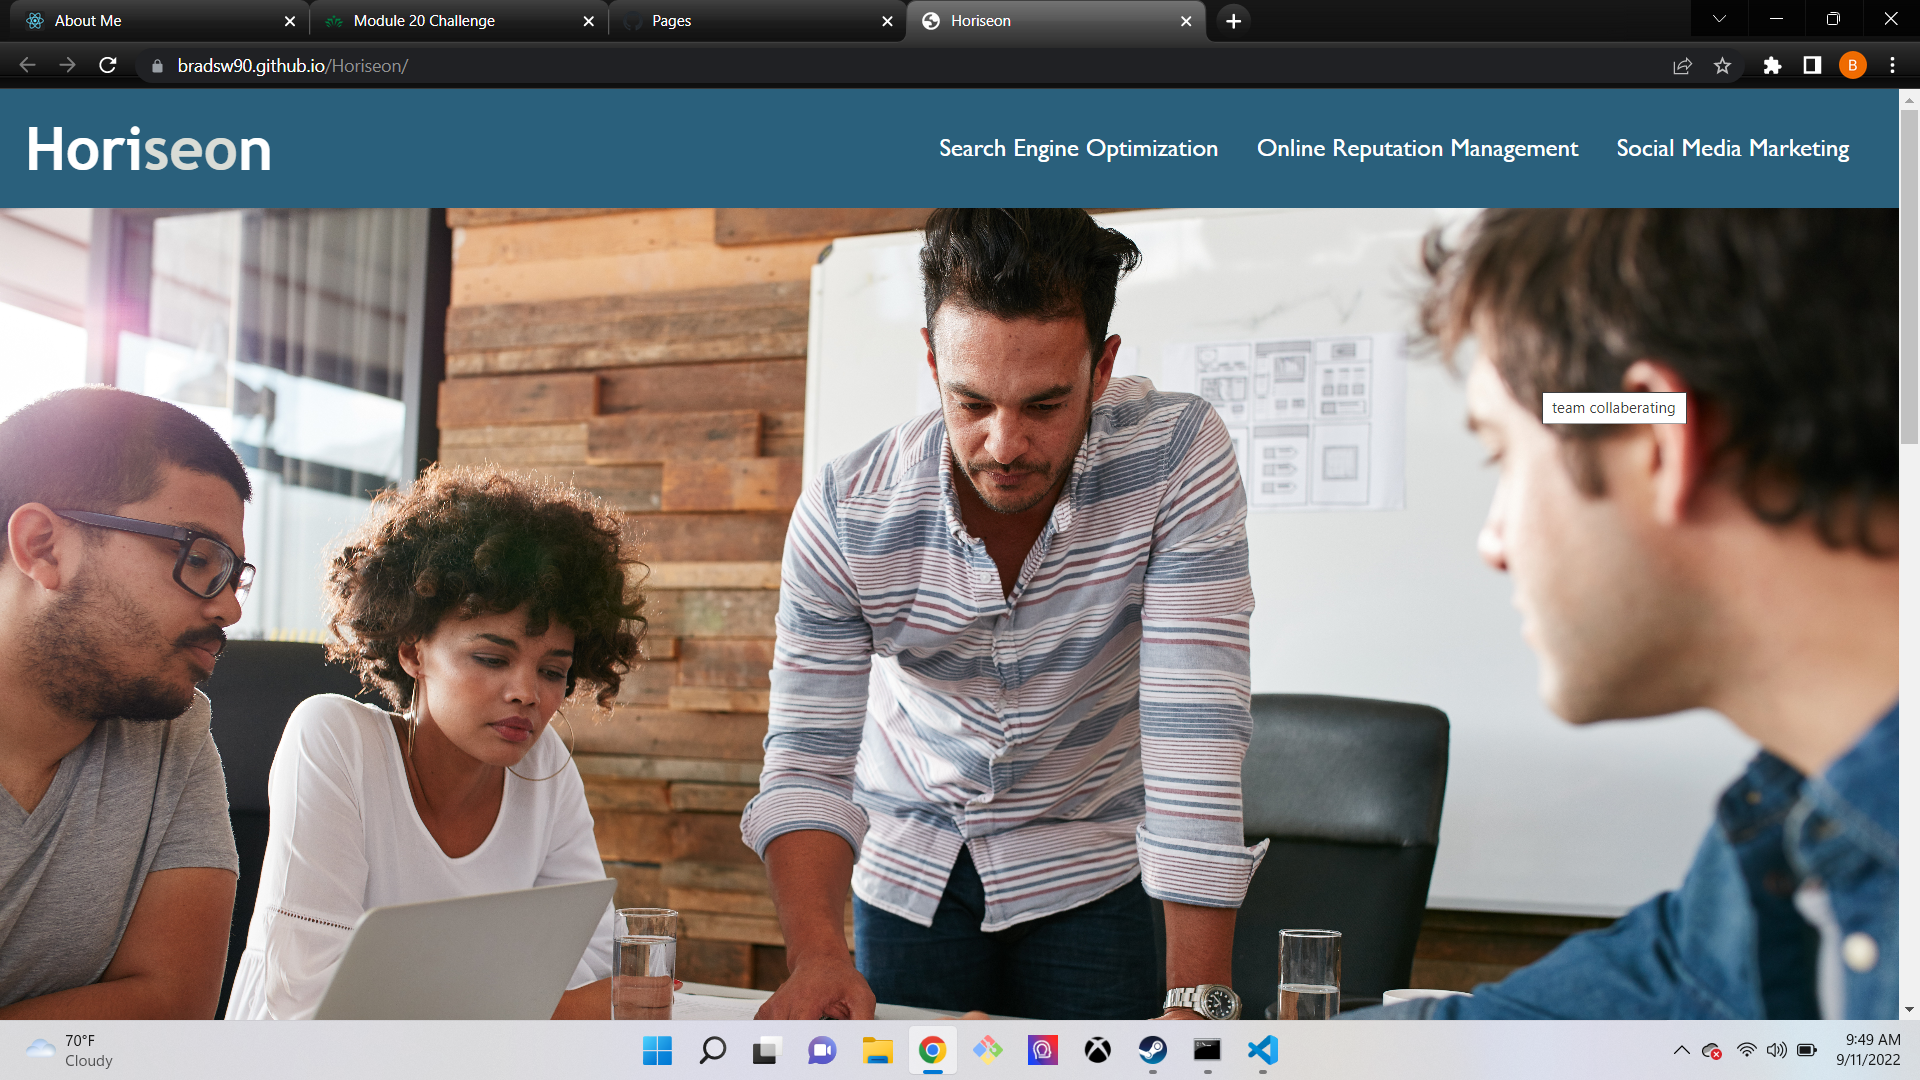 About Me
Module 20 Challenge
Pages
Horiseon
bradsw90.github.io/Horiseon/
B
Horiseon
Search Engine Optimization
Online Reputation Management
Social Media Marketing
team collaberating
70°F
Cloudy
9:49 AM
9/11/2022